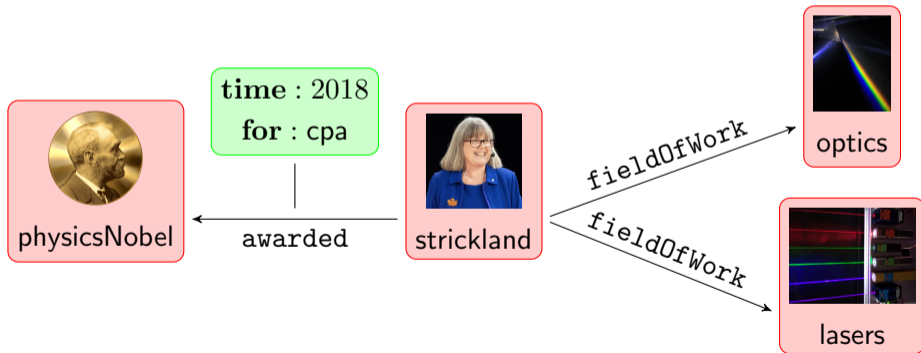 time : 2018
for : cpa
physicsNobel
awarded
strickland
fieldOfWork
optics
fieldOfWork
lasers